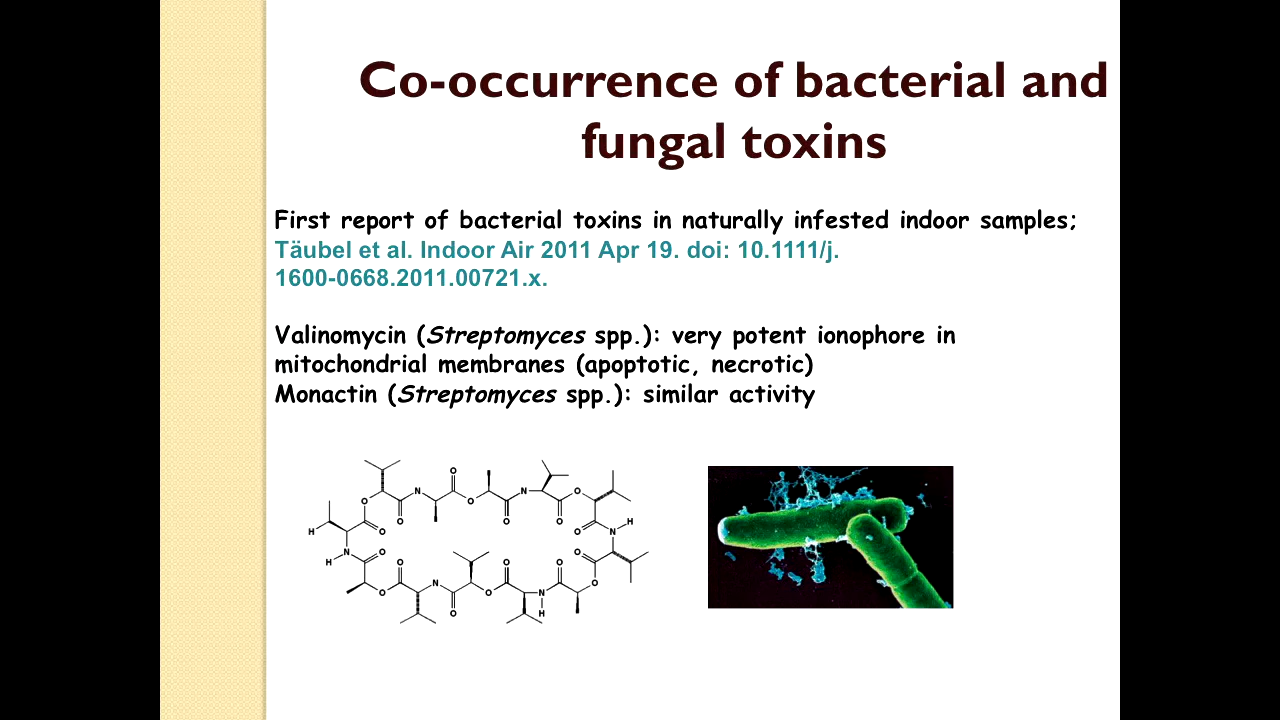 Co-occurrence of bacterial and
fungal toxins
First report of bacterial toxins in naturally infested indoor samples;
Täubel et al. Indoor Air 2011 Apr 19. doi: 10.1111/j.
1600-0668.2011.00721.x.
Valinomycin (Streptomyces spp.): very potent ionophore in
mitochondrial membranes (apoptotic, necrotic)
Monactin (Streptomyces spp.): similar activity